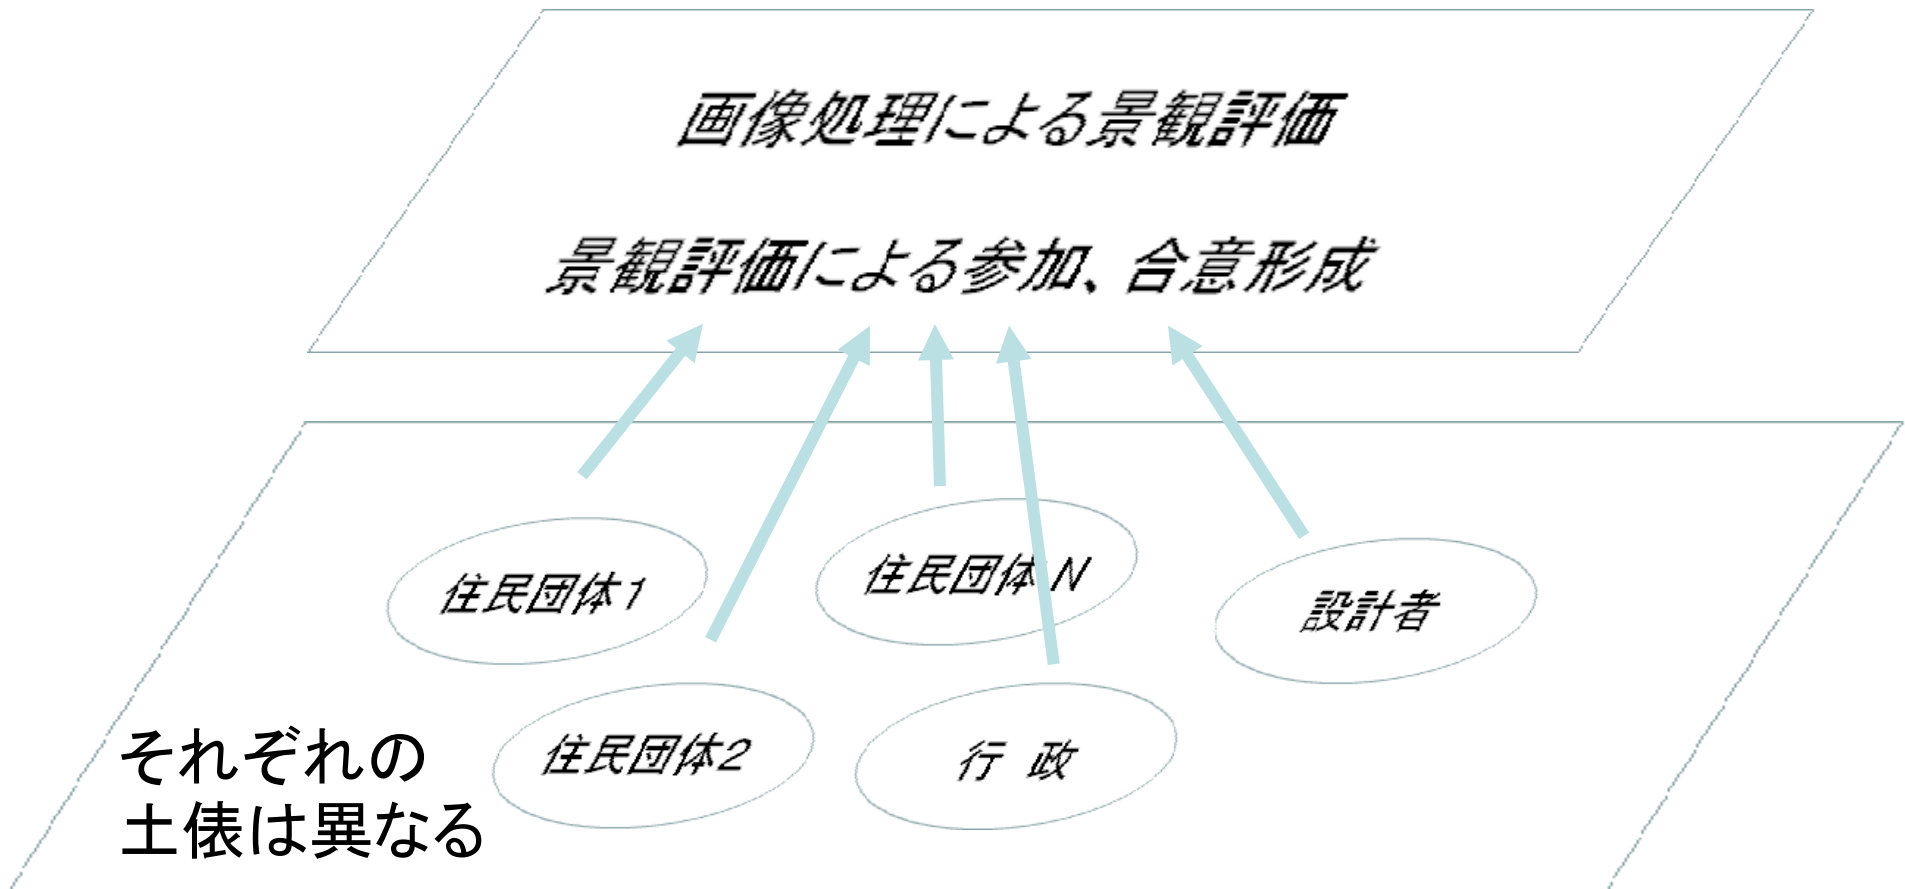 画像処理による景観評価
景観評価による参加、合意形成
住民団体1
住民団体N
設計者
住民団体2
行 政
それぞれの
土俵は異なる